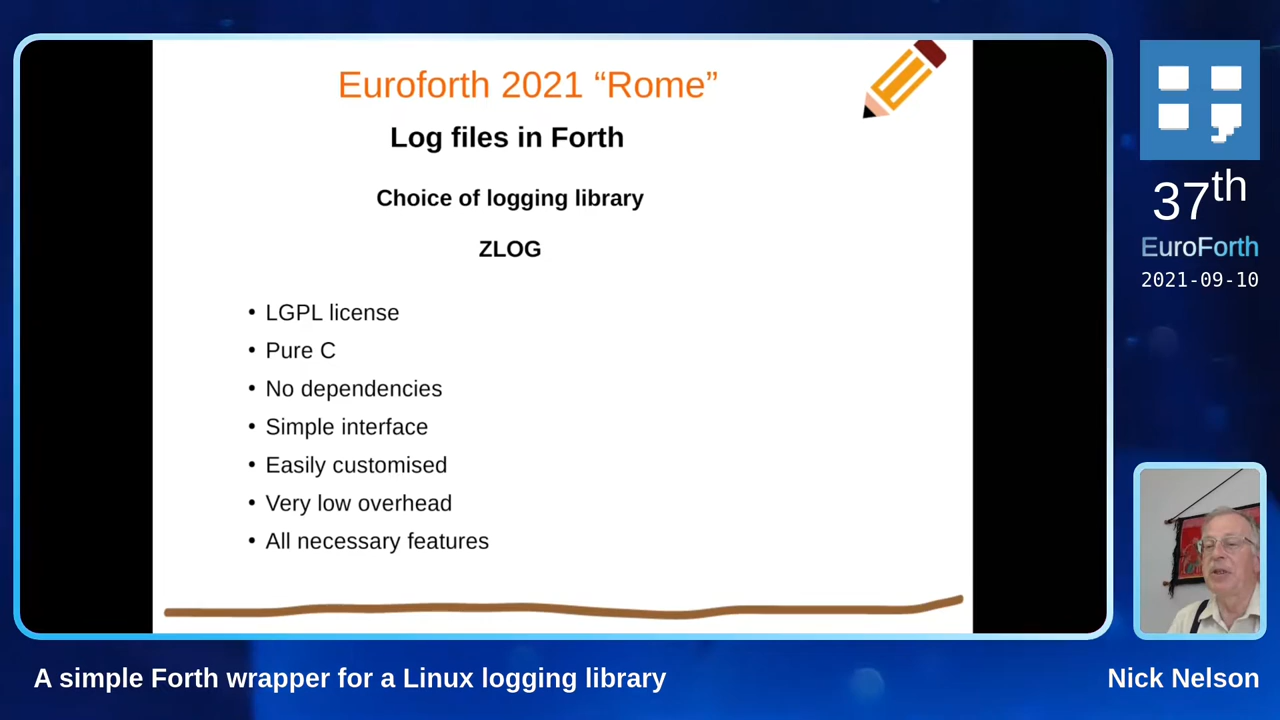 Euroforth 2021 “Rome”
Log files in Forth
Choice of logging library
ZLOG
• LGPL license
• Pure C
• No dependencies
• Simple interface
• Easily customised
• Very low overhead
• All necessary features
37th
EuroForth
2021-09-10
A simple Forth wrapper for a Linux logging library
Nick Nelson